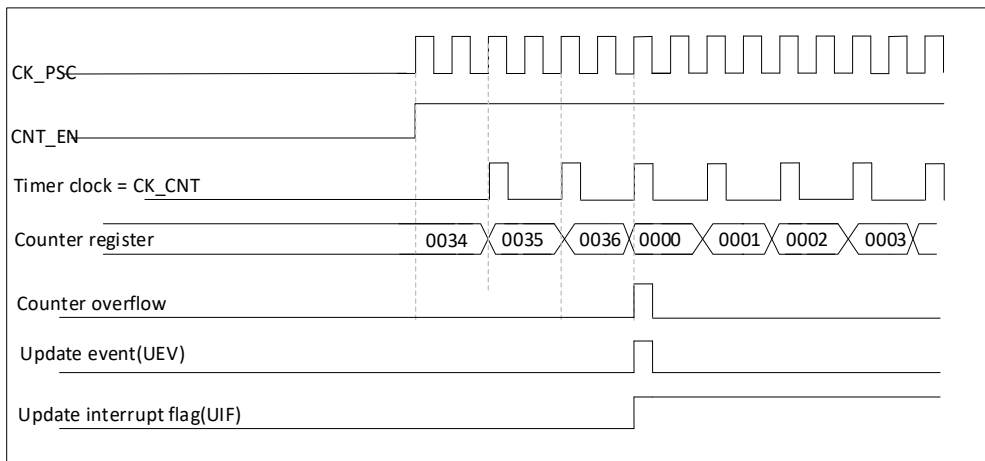 CK_PSC
CNT_EN
Timer clock = CK_CNT
Counter register 0034 0035 0036 0000 0001 0002 0003
Counter overflow
Update event(UEV)
Update interrupt flag(UIF)